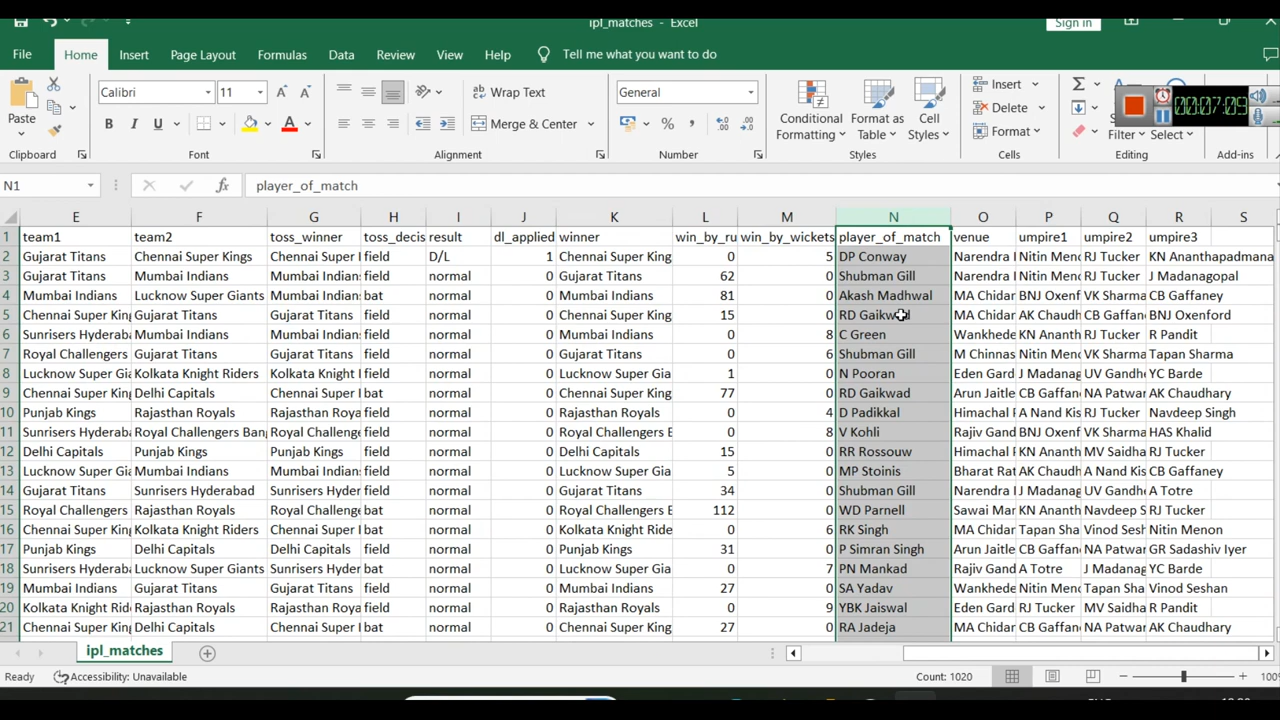 ipl_matches - Excel
Sign in
File Home Insert Page Layout Formulas Data Review View Help Tell me what you want to do
Calibri 11 Wrap Text General Insert
Paste B I U Merge & Center % Conditional Formatting Format as Table Cell Styles Delete Filter Select
Format
Clipboard Font Alignment Number Styles Cells Editing Add-ins
N1 fx player_of_match
E F G H I J K L M N O P Q R S
1 team1 team2 toss_winner toss_decis result dl_applied winner win_by_ru win_by_wickets player_of_match venue umpire1 umpire2 umpire3
2 Gujarat Titans Chennai Super Kings Chennai Super field D/L 1 Chennai Super King 0 5 DP Conway Narendra Nitin Men RJ Tucker KN Ananthapadmana
3 Gujarat Titans Mumbai Indians Mumbai Indians field normal 0 Gujarat Titans 62 0 Shubman Gill Narendra Nitin Men RJ Tucker J Madanagopal
4 Mumbai Indians Lucknow Super Giants Mumbai Indians bat normal 0 Mumbai Indians 81 0 Akash Madhwal MA Chidar BNJ Oxenf VK Sharma CB Gaffaney
5 Chennai Super King Gujarat Titans Gujarat Titans field normal 0 Chennai Super King 15 0 RD Gaikwad MA Chidar AK Chaudh CB Gaffan BNJ Oxenford
6 Sunrisers Hyderaba Mumbai Indians Mumbai Indians field normal 0 Mumbai Indians 0 8 C Green Wankhede KN Ananth RJ Tucker R Pandit
7 Royal Challengers Gujarat Titans Gujarat Titans field normal 0 Gujarat Titans 0 6 Shubman Gill M Chinnas Nitin Men VK Sharma Tapan Sharma
8 Lucknow Super Gia Kolkata Knight Riders Kolkata Knight field normal 0 Lucknow Super Gia 1 0 N Pooran Eden Gard J Madanag UV Gandhe YC Barde
9 Chennai Super King Delhi Capitals Chennai Super bat normal 0 Chennai Super King 77 0 RD Gaikwad Arun Jaitle CB Gaffan NA Patwar AK Chaudhary
10 Punjab Kings Rajasthan Royals Rajasthan Roya field normal 0 Rajasthan Royals 0 4 D Padikkal Himachal A Nand Kis RJ Tucker Navdeep Singh
11 Sunrisers Hyderaba Royal Challengers Ban Royal Challenge field normal 0 Royal Challengers 0 8 V Kohli Rajiv Gand BNJ Oxenf VK Sharma HAS Khalid
12 Delhi Capitals Punjab Kings Punjab Kings field normal 0 Delhi Capitals 15 0 RR Rossouw Himachal KN Ananth MV Saidha RJ Tucker
13 Lucknow Super Gia Mumbai Indians Mumbai Indians field normal 0 Lucknow Super Gia 5 0 MP Stoinis Bharat Rat AK Chaudh A Nand Kis CB Gaffaney
14 Gujarat Titans Sunrisers Hyderabad Sunrisers Hyder field normal 0 Gujarat Titans 34 0 Shubman Gill Narendra J Madanag UV Gandhe A Totre
15 Royal Challengers Rajasthan Royals Royal Challenge bat normal 0 Royal Challengers 112 0 WD Parnell Sawai Mar KN Ananth Navdeep S RJ Tucker
16 Chennai Super King Kolkata Knight Riders Chennai Super bat normal 0 Kolkata Knight Ride 0 6 RK Singh MA Chidar Tapan Sha Vinod Sesh Nitin Menon
17 Punjab Kings Delhi Capitals Delhi Capitals field normal 0 Punjab Kings 31 0 P Simran Singh Arun Jaitle CB Gaffan NA Patwar GR Sadashiv Iyer
18 Sunrisers Hyderaba Lucknow Super Giants Sunrisers Hyder bat normal 0 Lucknow Super Gia 0 7 PN Mankad Rajiv Gand A Totre MV Saidha YC Barde
19 Mumbai Indians Gujarat Titans Gujarat Titans field normal 0 Mumbai Indians 27 0 SA Yadav Wankhede KN Ananth Tapan Sha Vinod Seshan
20 Kolkata Knight Rid Rajasthan Royals Rajasthan Roya field normal 0 Rajasthan Royals 0 9 YBK Jaiswal Eden Gard RJ Tucker NA Patwar R Pandit
21 Chennai Super King Delhi Capitals Chennai Super bat normal 0 Chennai Super King 27 0 RA Jadeja MA Chidar CB Gaffan NA Patwar AK Chaudhary
ipl_matches
Ready Accessibility: Unavailable Count: 1020 100%